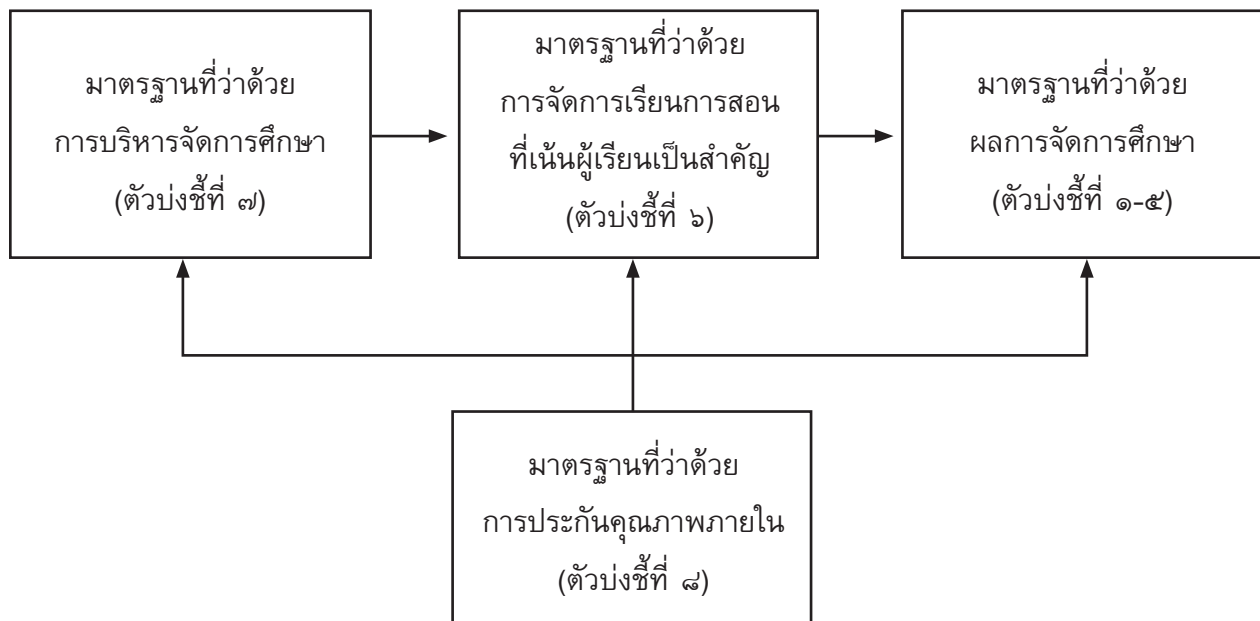 มาตรฐานที่ว่าด้วย
การบริหารจัดการศึกษา
(ตัวบ่งชี้ที่ ๗)
มาตรฐานที่ว่าด้วย
การจัดการเรียนการสอน
ที่เน้นผู้เรียนเป็นสำคัญ
(ตัวบ่งชี้ที่ ๖)
มาตรฐานที่ว่าด้วย
ผลการจัดการศึกษา
(ตัวบ่งชี้ที่ ๑-๕)
มาตรฐานที่ว่าด้วย
การประกันคุณภาพภายใน
(ตัวบ่งชี้ที่ ๘)